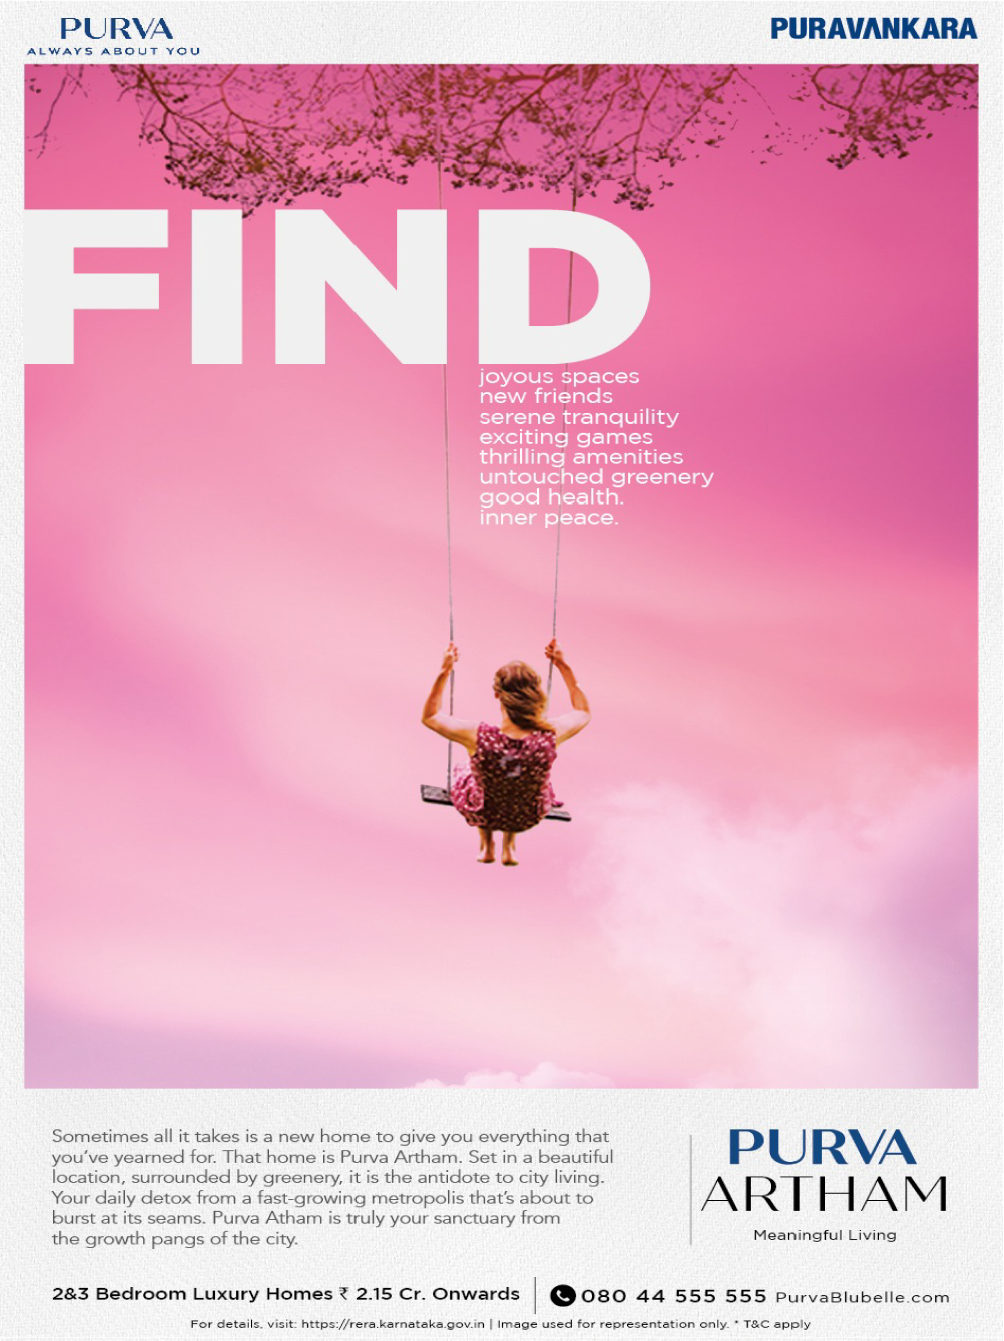 PURVA
ALWAYS ABOUT YOU
PURAVANKARA
FIND
joyous spaces
new friends
serene tranquility
exciting games
thrilling amenities
untouched greenery
good health.
inner peace.
Sometimes all it takes is a new home to give you everything that
you've yearned for. That home is Purva Artham. Set in a beautiful
location, surrounded by greenery, it is the antidote to city living.
Your daily detox from a fast-growing metropolis that's about to
burst at its seams. Purva Atham is truly your sanctuary from
the growth pangs of the city.
PURVA
ARTHAM
Meaningful Living
2&3 Bedroom Luxury Homes ₹ 2.15 Cr. Onwards
080 44 555 555 PurvaBlubelle.com
For details, visit: https://rera.karnataka.gov.in | Image used for representation only. * T&C apply